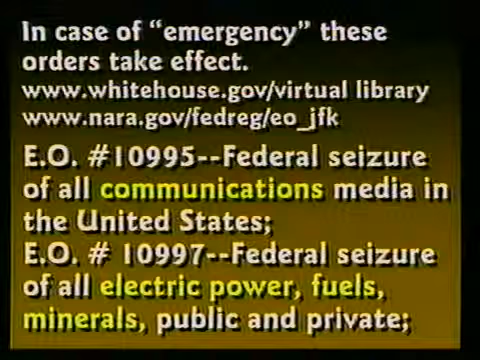 In case of “emergency” these
orders take effect.
www.whitehouse.gov/virtual library
www.nara.gov/fedreg/eo_jfk
E.O. #10995--Federal seizure
of all communications media in
the United States;
E.O. # 10997--Federal seizure
of all electric power, fuels,
minerals, public and private;